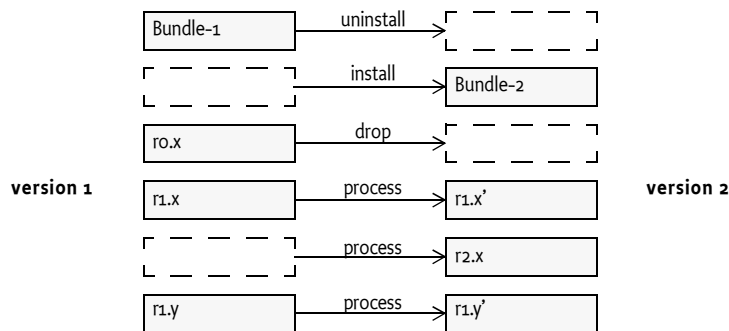 Bundle-1 uninstall
install Bundle-2
r0.x drop
version 1 r1.x process r1.x’ version 2
process r2.x
r1.y process r1.y’